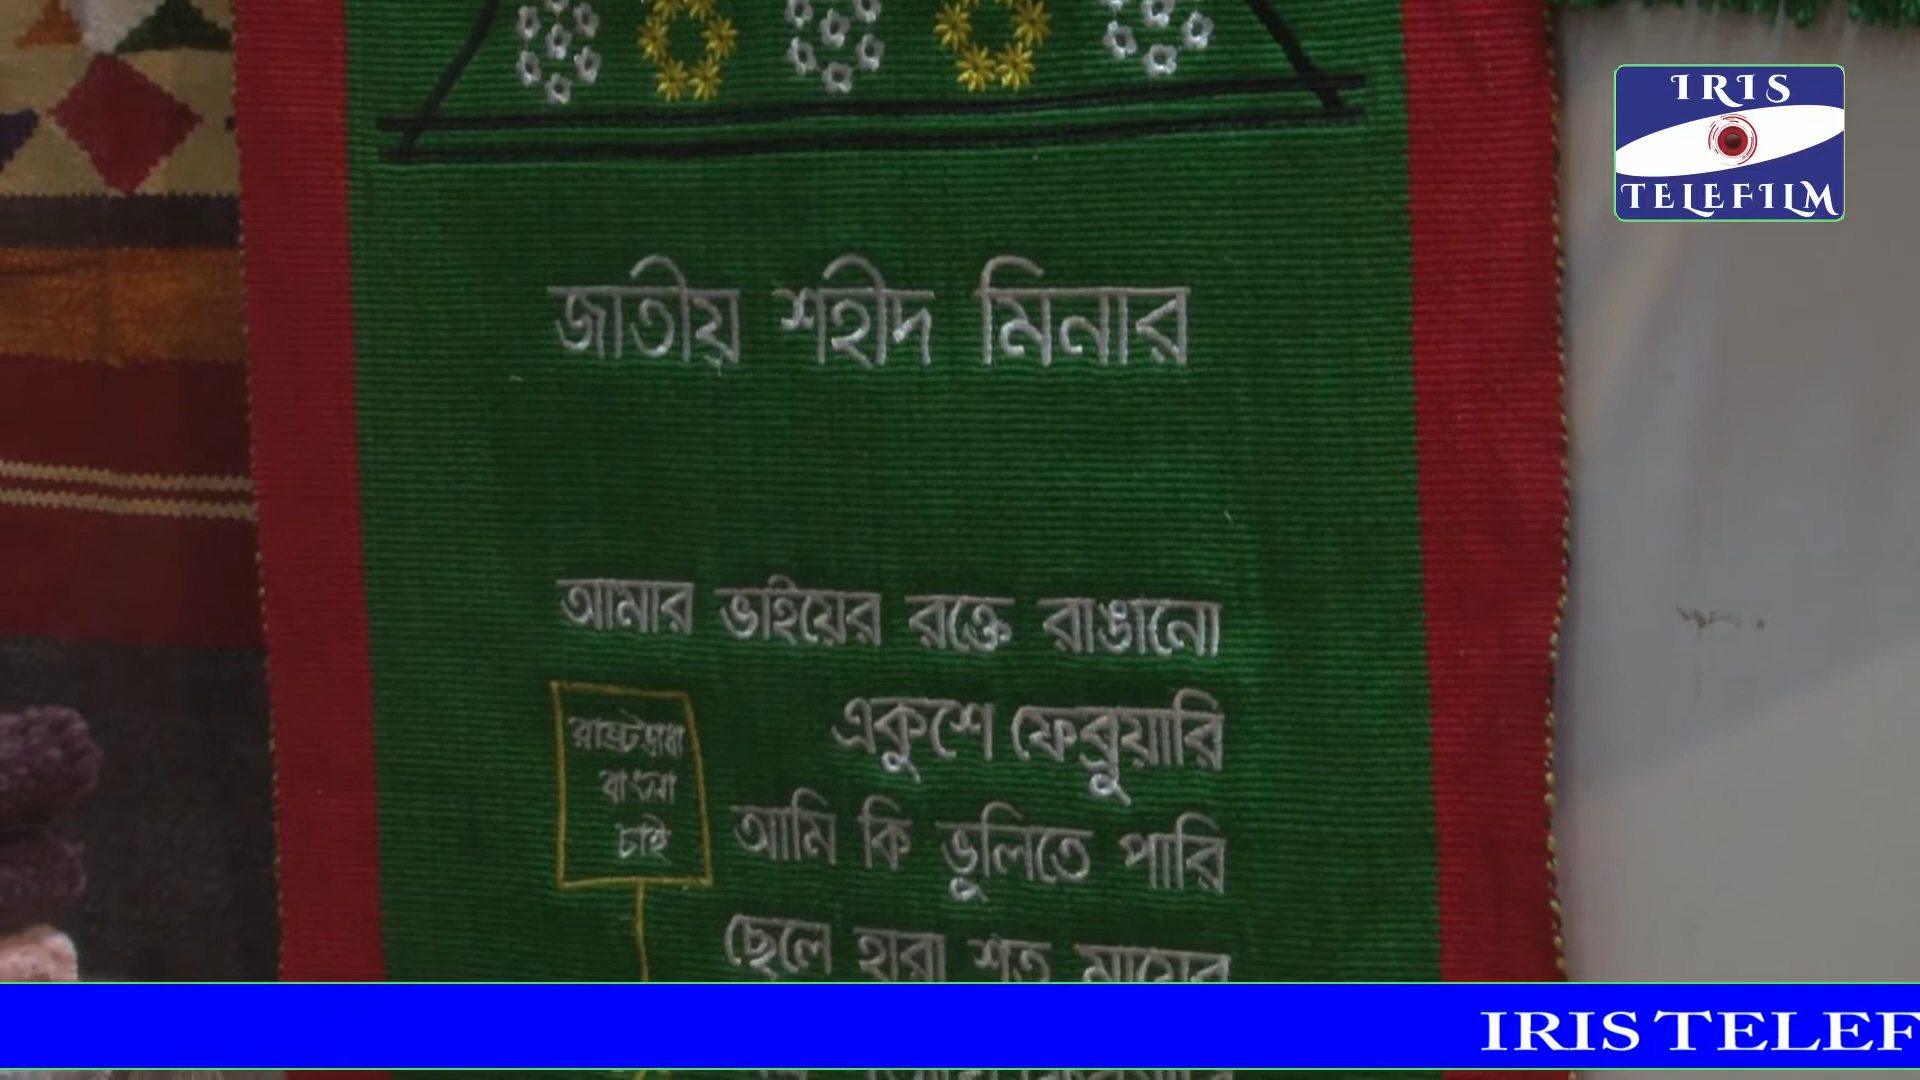 IRIS
TELEFILM
জাতীয় শহীদ মিনার
আমার ভাইয়ের রক্তে রাঙানো
একুশে ফেব্রুয়ারি
রাষ্ট্রভাষা
বাংলা
চাই
আমি কি ভুলিতে পারি
ছেলে হারা শত মায়ের
IRIS TELEF